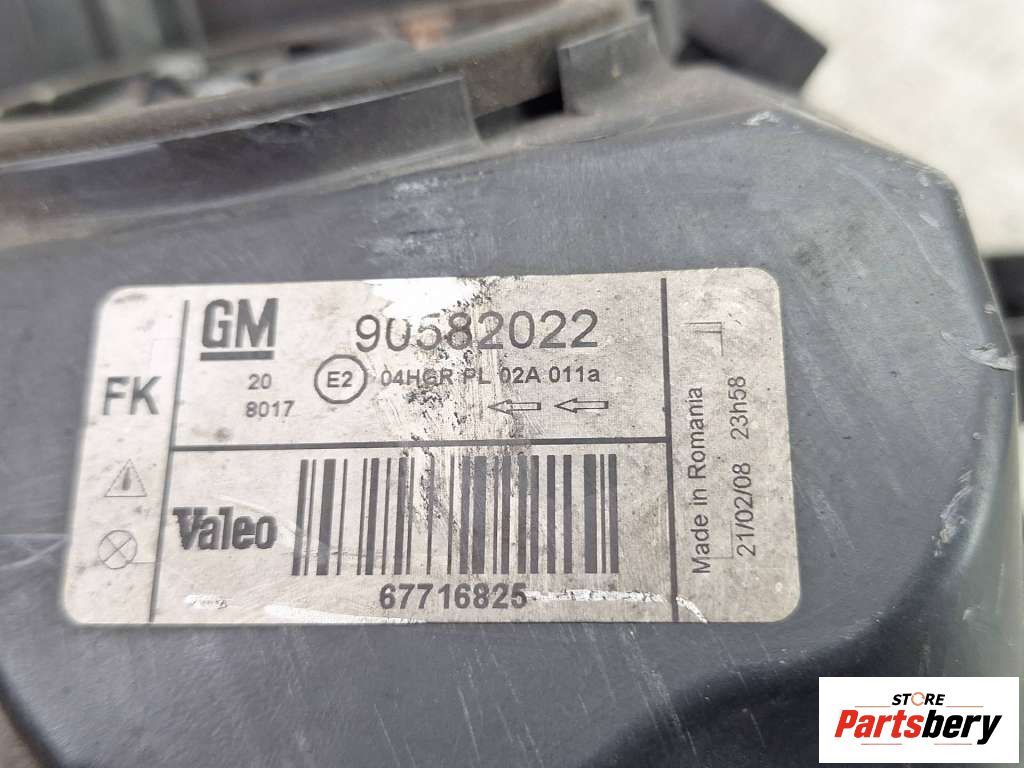 FK
GM
90582022
20
8017
E2
04HGR PL 02A 011a
Valeo
67716825
Made in Romania
21/02/08 23h58
STORE
Partsbery